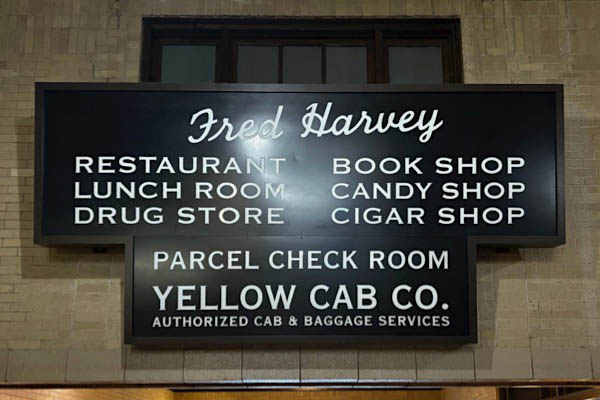 Fred Harvey
RESTAURANT BOOK SHOP
LUNCH ROOM CANDY SHOP
DRUG STORE CIGAR SHOP
PARCEL CHECK ROOM
YELLOW CAB CO.
AUTHORIZED CAB & BAGGAGE SERVICES